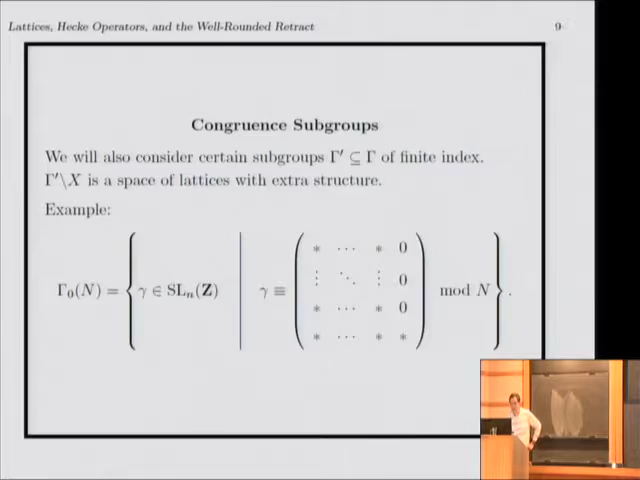 Lattices, Hecke Operators, and the Well-Rounded Retract 9
Congruence Subgroups
We will also consider certain subgroups Γ′ ⊆ Γ of finite index.
Γ′\X is a space of lattices with extra structure.
Example:
Γ₀(N) = { γ ∈ SLₙ(Z) | γ ≡ ( * ⋯ * 0
⋮ ⋱ ⋮ 0
* ⋯ * 0
* ⋯ * * ) mod N } .